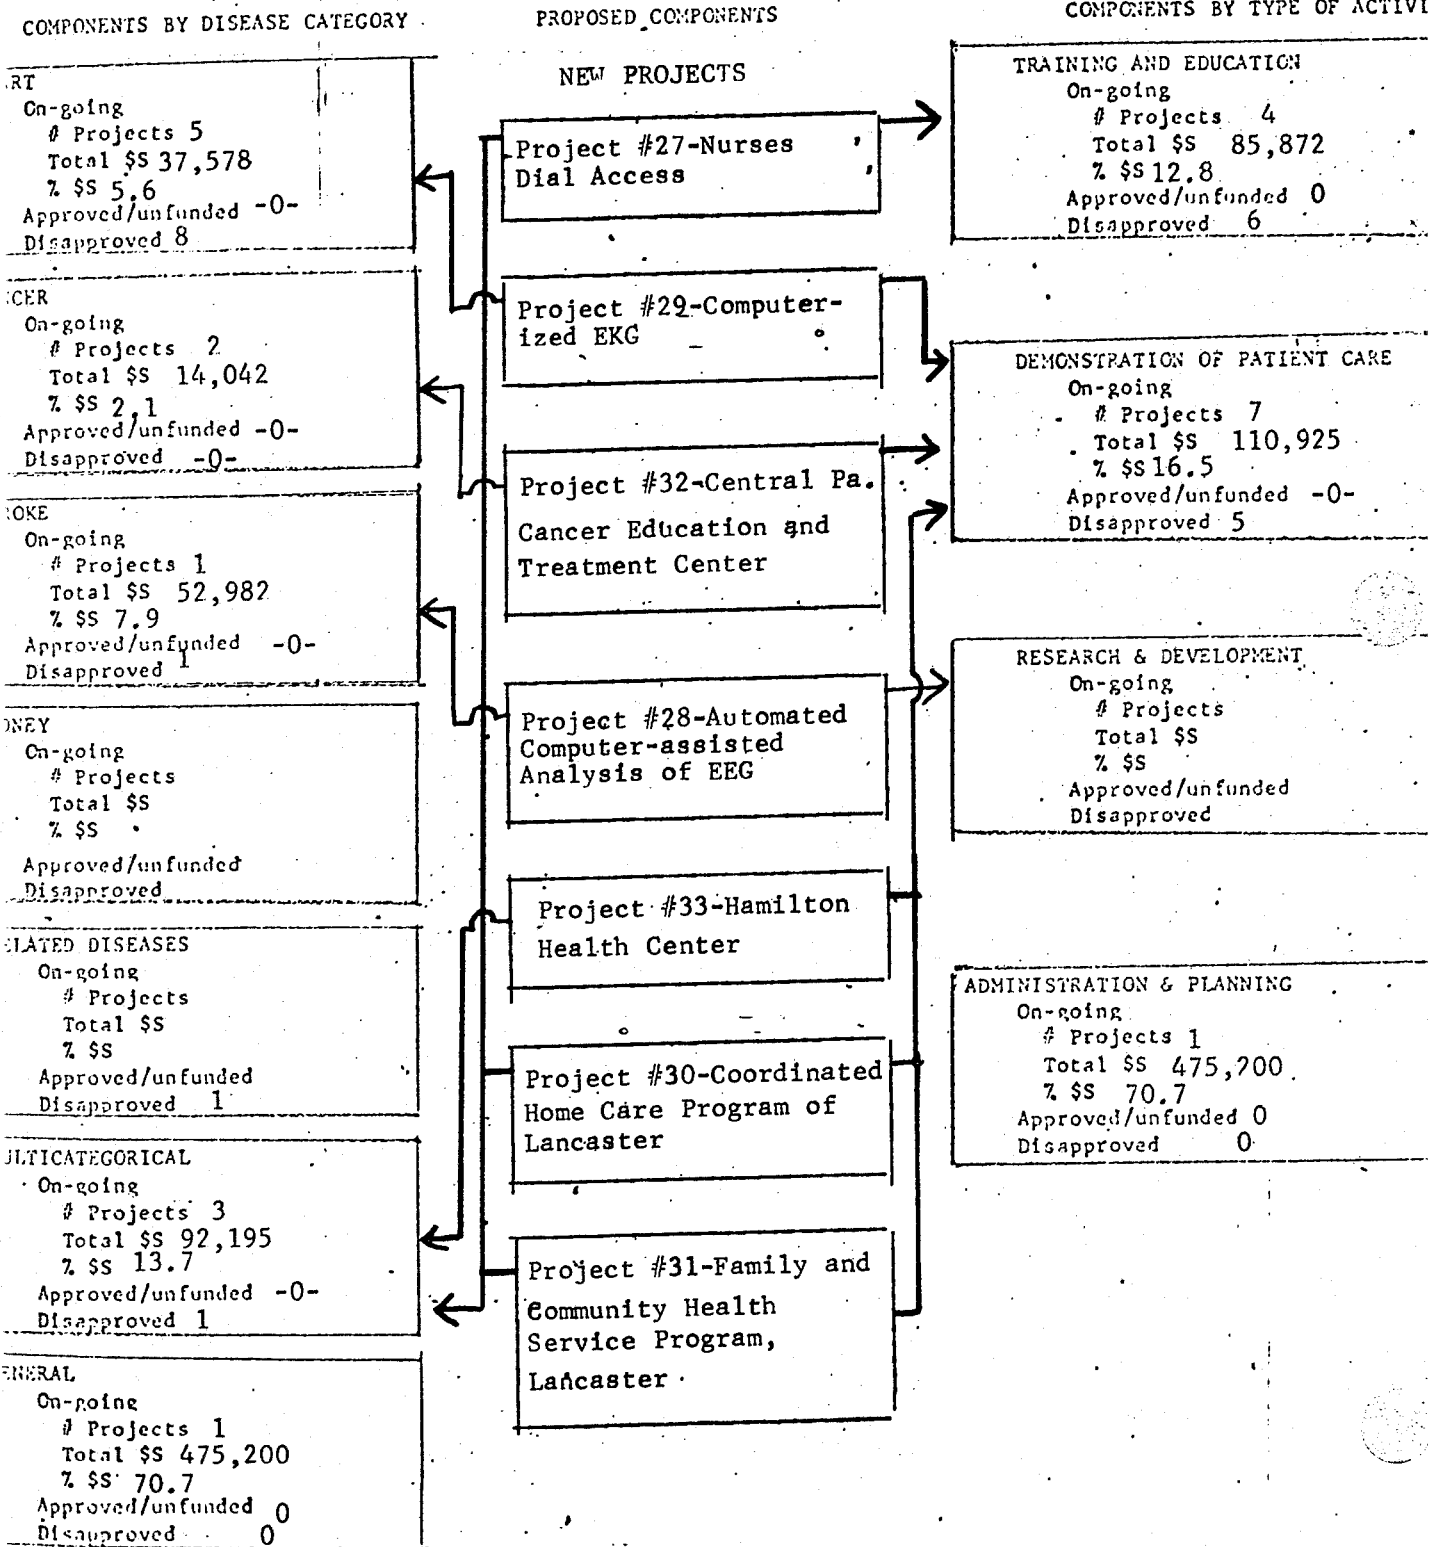 COMPONENTS BY DISEASE CATEGORY
RT
On-going
# Projects 5
Total $S 37,578
% $S 5.6
Approved/unfunded -0-
Disapproved 8
CER
On-going
# Projects 2
Total $S 14,042
% $S 2.1
Approved/unfunded -0-
Disapproved -0-
OKE
On-going
# Projects 1
Total $S 52,982
% $S 7.9
Approved/unfunded -0-
Disapproved 1
NEY
On-going
# Projects
Total $S
% $S
Approved/unfunded
Disapproved
LATED DISEASES
On-going
# Projects
Total $S
% $S
Approved/unfunded
Disapproved 1
LTICATEGORICAL
On-going
# Projects 3
Total $S 92,195
% $S 13.7
Approved/unfunded -0-
Disapproved 1
NERAL
On-going
# Projects 1
Total $S 475,200
% $S 70.7
Approved/unfunded 0
Disapproved 0
PROPOSED COMPONENTS
NEW PROJECTS
Project #27-Nurses
Dial Access
Project #29-Computer-
ized EKG
Project #32-Central Pa.
Cancer Education and
Treatment Center
Project #28-Automated
Computer-assisted
Analysis of EEG
Project #33-Hamilton
Health Center
Project #30-Coordinated
Home Care Program of
Lancaster
Project #31-Family and
Community Health
Service Program,
Lancaster
COMPONENTS BY TYPE OF ACTIVI
TRAINING AND EDUCATION
On-going
# Projects 4
Total $S 85,872
% $S 12.8
Approved/unfunded 0
Disapproved 6
DEMONSTRATION OF PATIENT CARE
On-going
# Projects 7
Total $S 110,925
% $S 16.5
Approved/unfunded -0-
Disapproved 5
RESEARCH & DEVELOPMENT
On-going
# Projects
Total $S
% $S
Approved/unfunded
Disapproved
ADMINISTRATION & PLANNING
On-going
# Projects 1
Total $S 475,200
% $S 70.7
Approved/unfunded 0
Disapproved 0